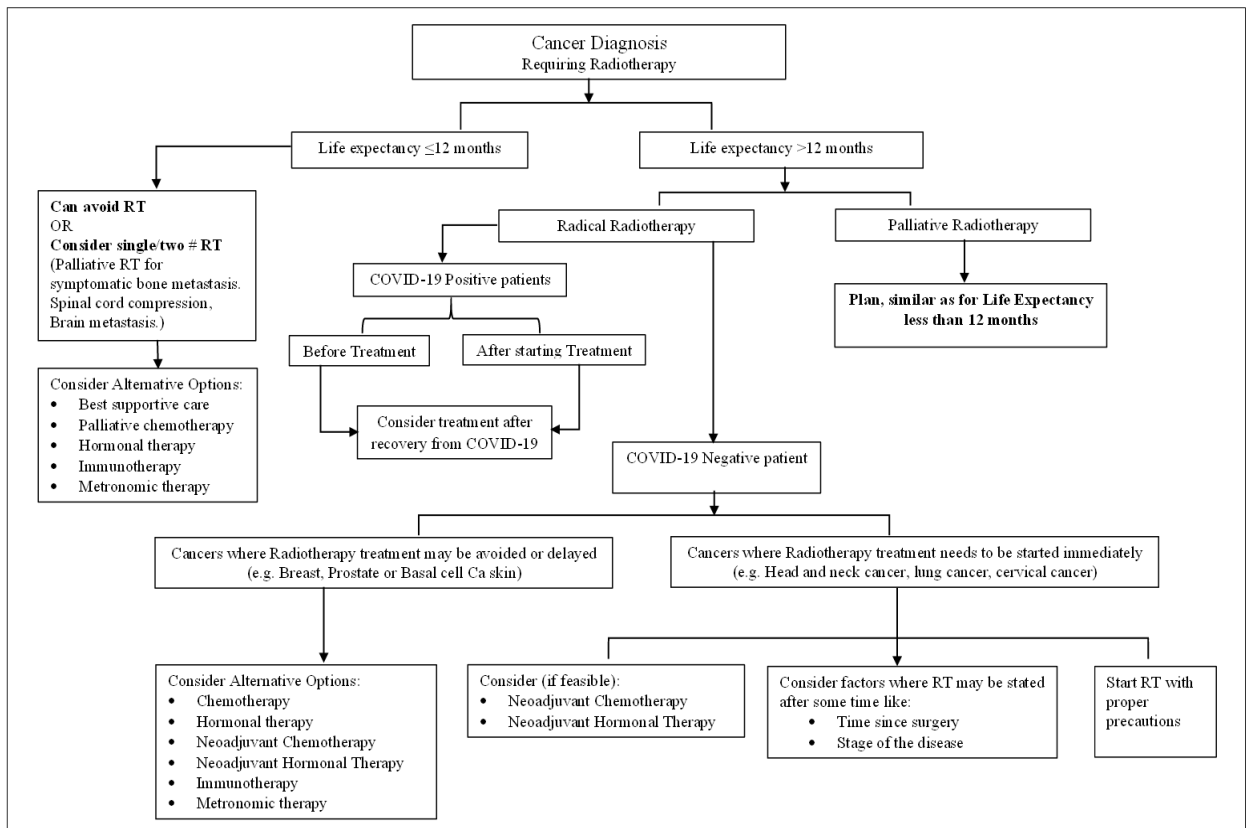 Cancer Diagnosis
Requiring Radiotherapy
Life expectancy ≤12 months
Life expectancy >12 months
Can avoid RT
OR
Consider single/two # RT
(Palliative RT for
symptomatic bone metastasis.
Spinal cord compression,
Brain metastasis.)
Radical Radiotherapy
Palliative Radiotherapy
COVID-19 Positive patients
Plan, similar as for Life Expectancy
less than 12 months
Before Treatment
After starting Treatment
Consider Alternative Options:
• Best supportive care
• Palliative chemotherapy
• Hormonal therapy
• Immunotherapy
• Metronomic therapy
Consider treatment after
recovery from COVID-19
COVID-19 Negative patient
Cancers where Radiotherapy treatment may be avoided or delayed
(e.g. Breast, Prostate or Basal cell Ca skin)
Cancers where Radiotherapy treatment needs to be started immediately
(e.g. Head and neck cancer, lung cancer, cervical cancer)
Consider Alternative Options:
• Chemotherapy
• Hormonal therapy
• Neoadjuvant Chemotherapy
• Neoadjuvant Hormonal Therapy
• Immunotherapy
• Metronomic therapy
Consider (if feasible):
• Neoadjuvant Chemotherapy
• Neoadjuvant Hormonal Therapy
Consider factors where RT may be stated
after some time like:
• Time since surgery
• Stage of the disease
Start RT with
proper
precautions